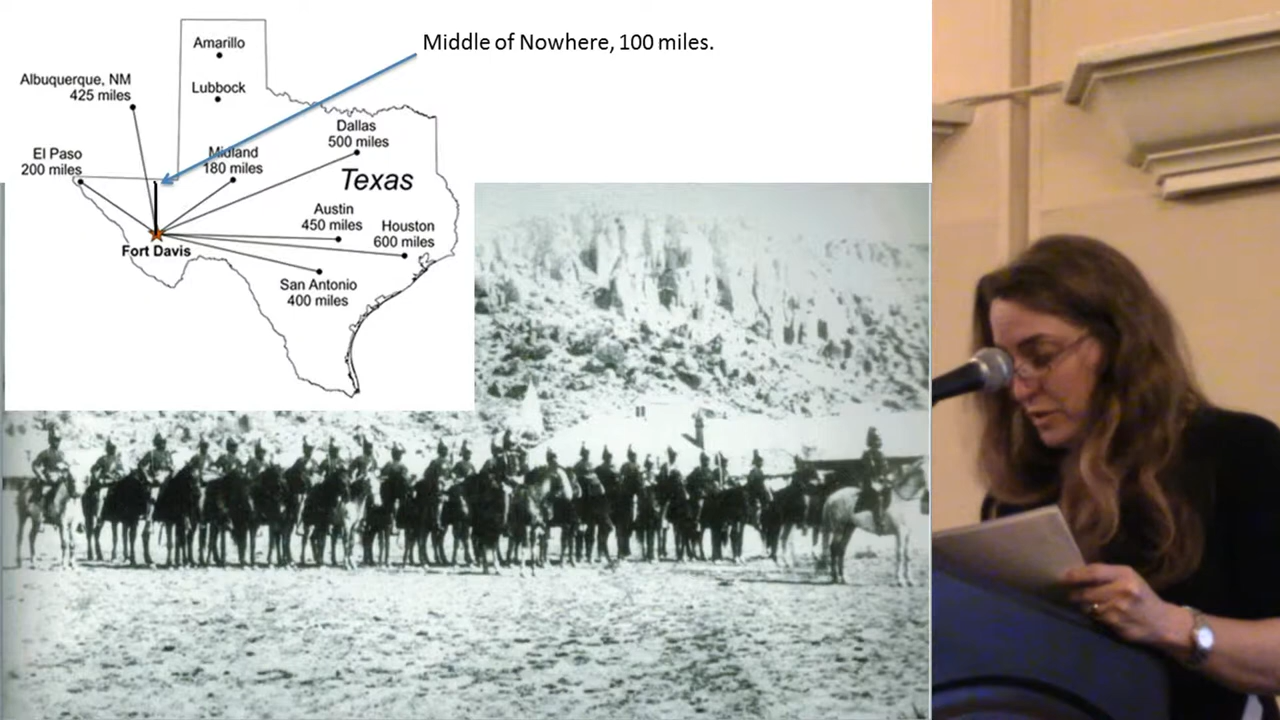 Middle of Nowhere, 100 miles.
Amarillo
Albuquerque, NM
425 miles
Lubbock
Dallas
500 miles
El Paso
200 miles
Midland
180 miles
Texas
Austin
450 miles
Houston
600 miles
Fort Davis
San Antonio
400 miles